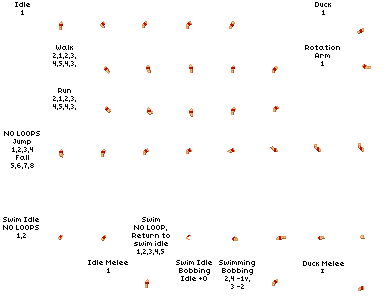 Idle
1
Duck
1
Walk
2,1,2,3,
4,5,4,3,
Rotation
Arm
1
Run
2,1,2,3,
4,5,4,3,
NO LOOPS
Jump
1,2,3,4
Fall
5,6,7,8
Swim Idle
NO LOOPS
1,2
Swim
NO LOOP,
Return to
swim idle
1,2,3,4,5
Idle Melee
1
Swim Idle
Bobbing
Idle +0
Swimming
Bobbing
2,4 -1v,
3 -2
Duck Melee
1